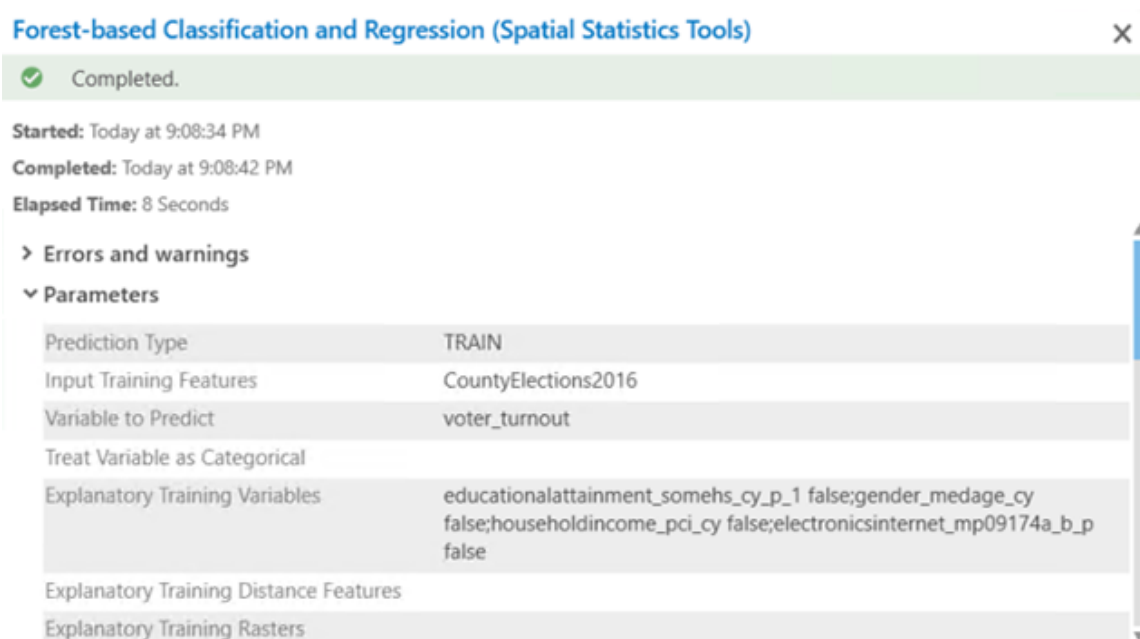 Forest-based Classification and Regression (Spatial Statistics Tools)
Completed.
Started: Today at 9:08:34 PM
Completed: Today at 9:08:42 PM
Elapsed Time: 8 Seconds
Errors and warnings
Parameters
Prediction Type TRAIN
Input Training Features CountyElections2016
Variable to Predict voter_turnout
Treat Variable as Categorical
Explanatory Training Variables educationalattainment_somehs_cy_p_1 false;gender_medage_cy
false;householdincome_pci_cy false;electronicsinternet_mp09174a_b_p
false
Explanatory Training Distance Features
Explanatory Training Rasters